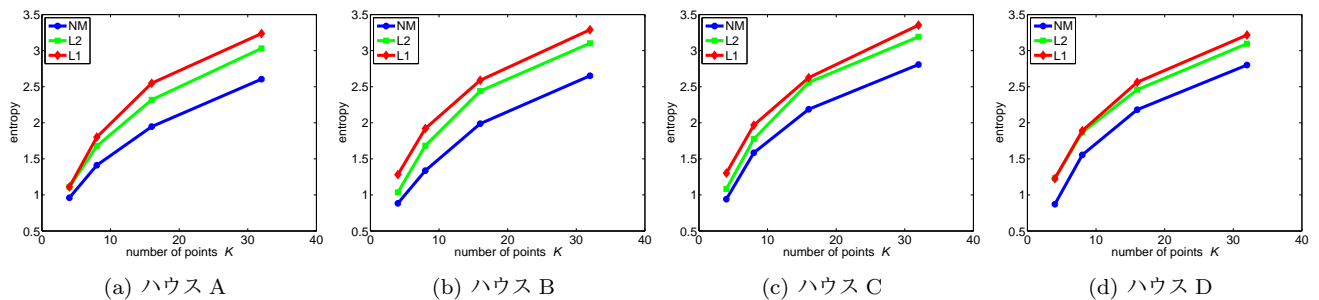 3.5
3
2.5
2
1.5
1
0.5
entropy
NM
L2
L1
0 10 20 30 40
number of points K
(a) ハウス A
3.5
3
2.5
2
1.5
1
0.5
entropy
NM
L2
L1
0 10 20 30 40
number of points K
(b) ハウス B
3.5
3
2.5
2
1.5
1
0.5
entropy
NM
L2
L1
0 10 20 30 40
number of points K
(c) ハウス C
3.5
3
2.5
2
1.5
1
0.5
entropy
NM
L2
L1
0 10 20 30 40
number of points K
(d) ハウス D